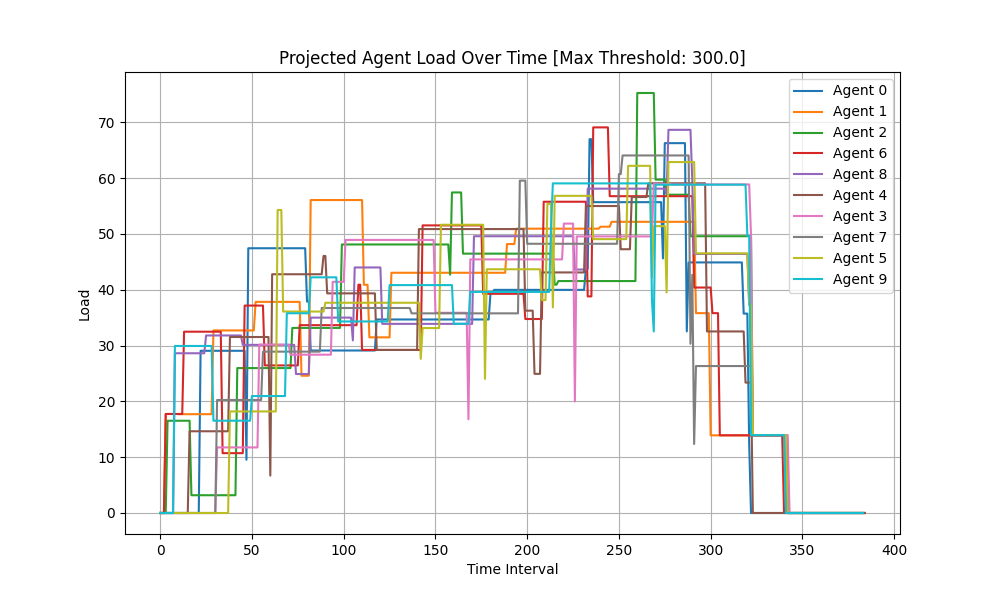 Projected Agent Load Over Time [Max Threshold: 300.0]
Load
70
60
50
40
30
20
10
0
Agent 0
Agent 1
Agent 2
Agent 6
Agent 8
Agent 4
Agent 3
Agent 7
Agent 5
Agent 9
0 50 100 150 200 250 300 350 400
Time Interval